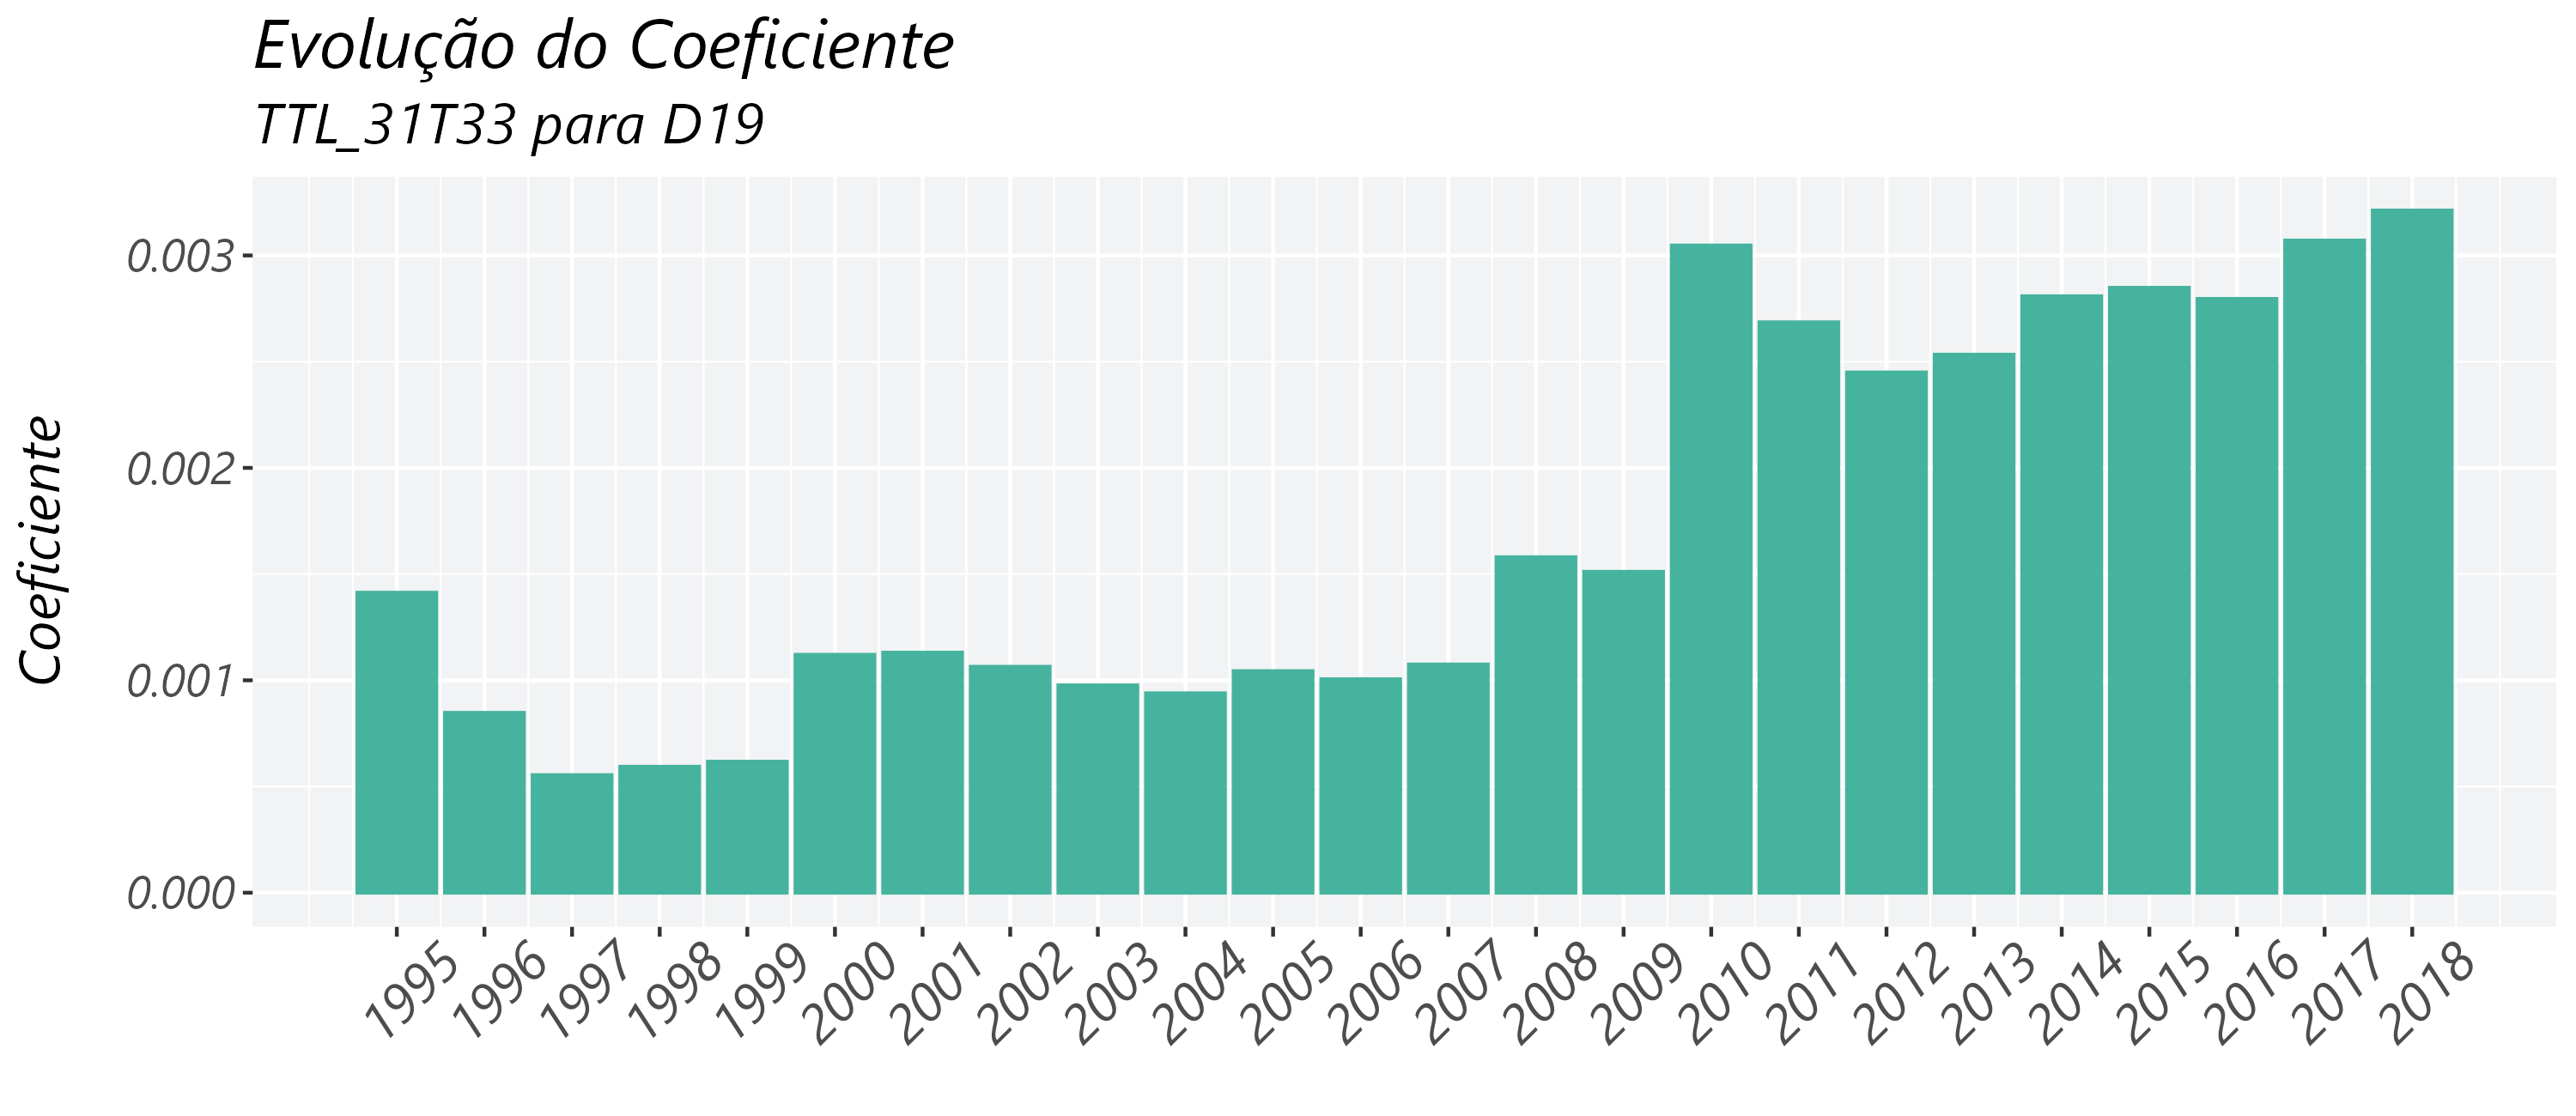 Evolução do Coeficiente
TTL_31T33 para D19
Coeficiente
0.003
0.002
0.001
0.000
1995 1996 1997 1998 1999 2000 2001 2002 2003 2004 2005 2006 2007 2008 2009 2010 2011 2012 2013 2014 2015 2016 2017 2018